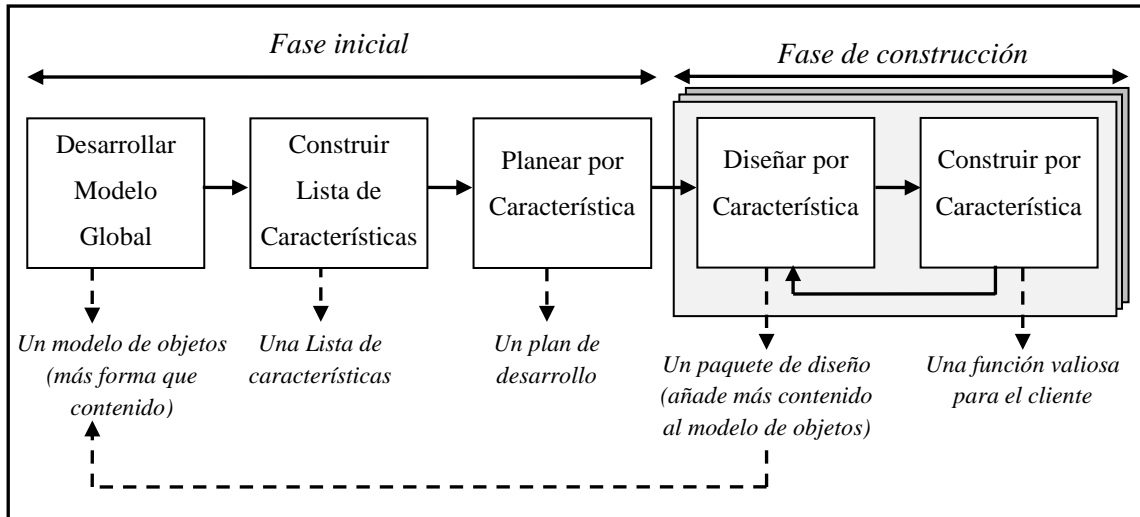 Fase inicial
Fase de construcción
Desarrollar
Modelo
Global
Construir
Lista de
Características
Planear por
Característica
Diseñar por
Característica
Construir por
Característica
Un modelo de objetos
(más forma que
contenido)
Una Lista de
características
Un plan de
desarrollo
Un paquete de diseño
(añade más contenido
al modelo de objetos)
Una función valiosa
para el cliente